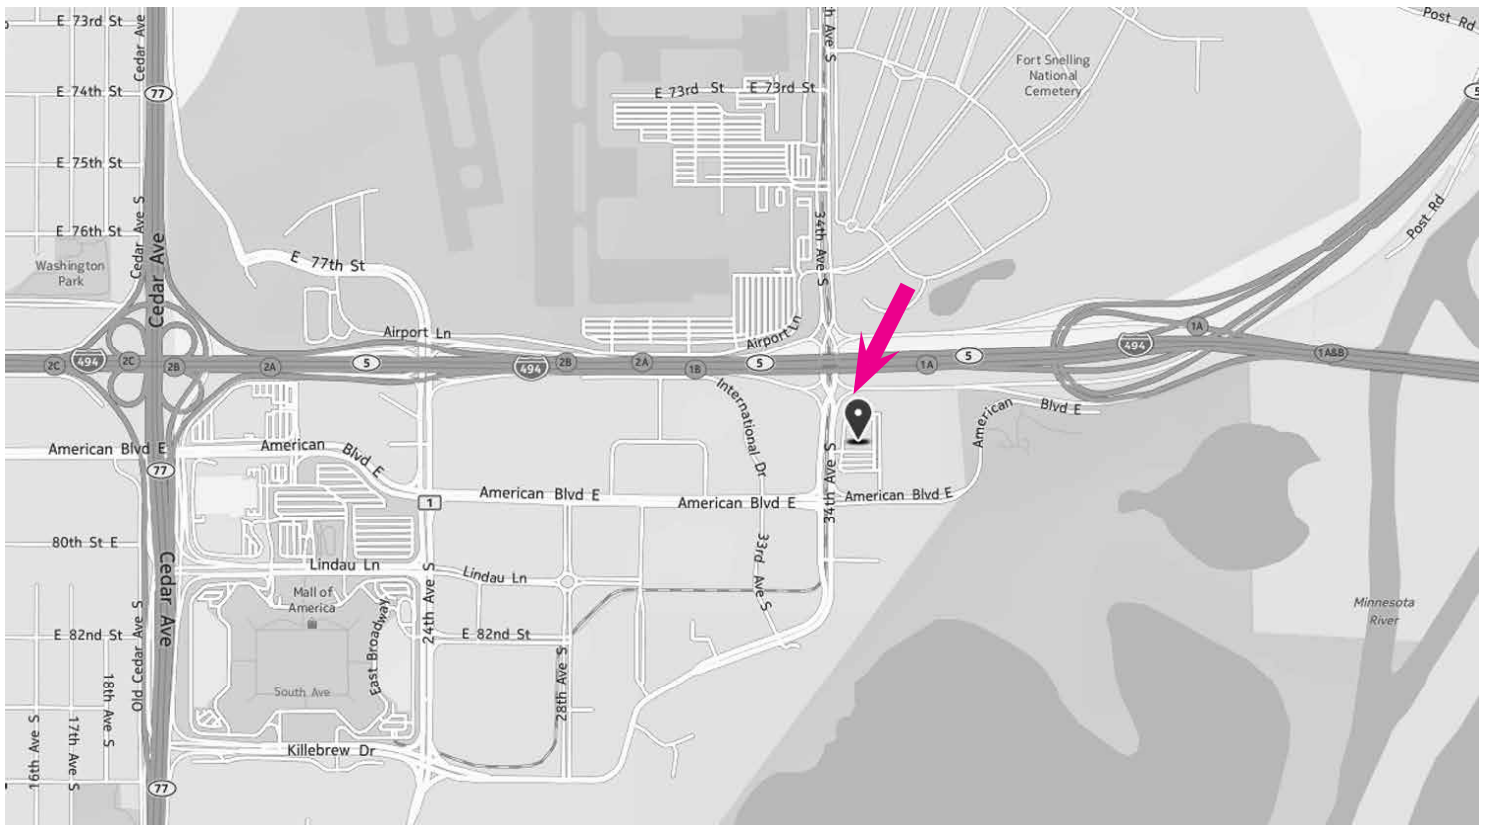 E 73rd St
Cedar Ave
34th Ave S
Post Rd
Fort Snelling
National
Cemetery
E 74th St
77
E 73rd St
E 73rd St
5
E 75th St
Cedar Ave S
E 76th St
Cedar Ave
34th Ave S
Post Rd
Washington
Park
E 77th St
Airport Ln
Airport Ln
1A
494
1A&B
2C
494
2C
2B
2A
5
494
2B
2A
1B
5
1A
5
International Dr
American
Blvd E
American Blvd E
American
Blvd E
77
34th Ave S
1
American Blvd E
American Blvd E
American Blvd E
80th St E
Cedar Ave
33rd Ave S
Lindau Ln
Lindau Ln
Mall of
America
East Broadway
24th Ave S
Minnesota
River
E 82nd St
Old Cedar Ave S
E 82nd St
28th Ave S
South Ave
18th Ave S
17th Ave S
16th Ave S
Killebrew Dr
77